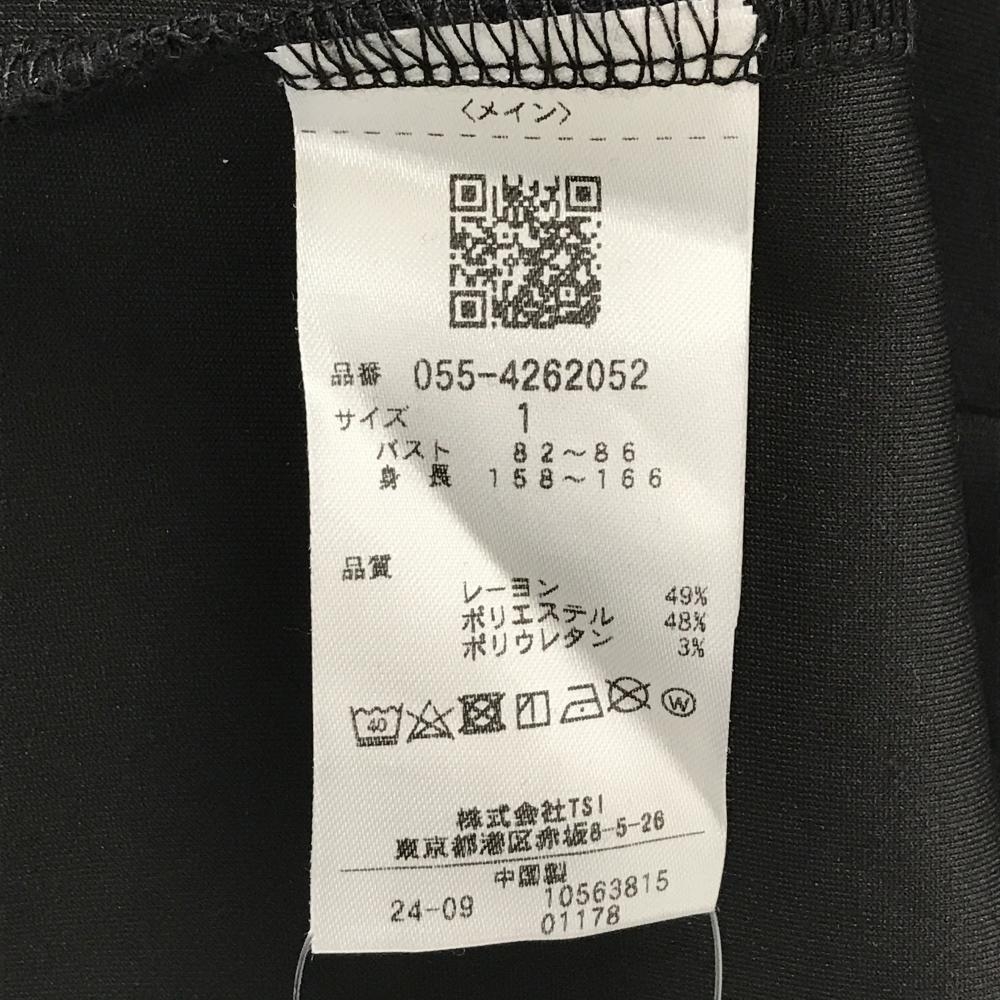 〈メイン〉
品番 055-4262052
サイズ 1
バスト 82～86
身長 158～166
品質
レーヨン 49%
ポリエステル 48%
ポリウレタン 3%
40
W
株式会社TSI
東京都港区赤坂8-5-26
中国製
24-09 10563815
01178